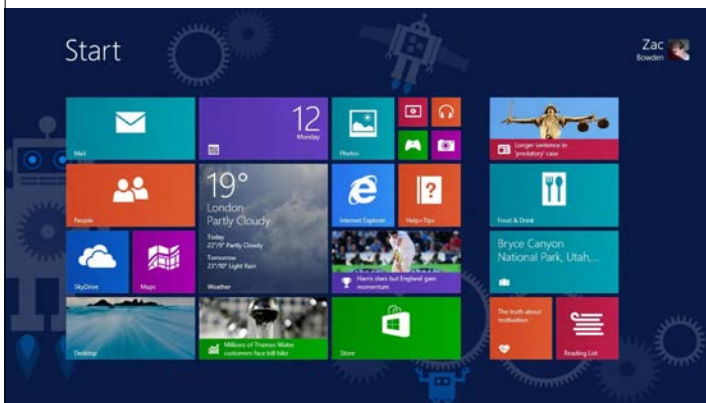 Start
Zac
Bowden
Mail
12
Monday
Photos
Longer sentence in
'predatory' case
People
19°
London
Partly Cloudy
Today
22°/9° Partly Cloudy
Tomorrow
23°/10° Light Rain
Weather
Internet Explorer
Help+Tips
Food & Drink
SkyDrive
Maps
Harris stars but England gain
momentum
Bryce Canyon
National Park, Utah,...
Desktop
Millions of Thames Water
customers face bill hike
Store
The truth about
motivation
Reading List